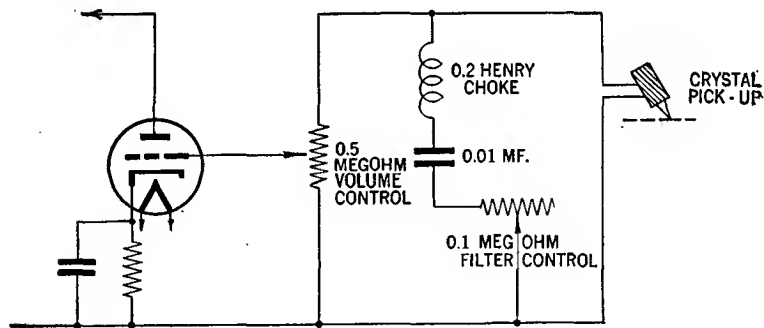 0.2 HENRY
CHOKE
CRYSTAL
PICK-UP
0.5
MEGOHM
VOLUME
CONTROL
0.01 MF.
0.1 MEG OHM
FILTER CONTROL